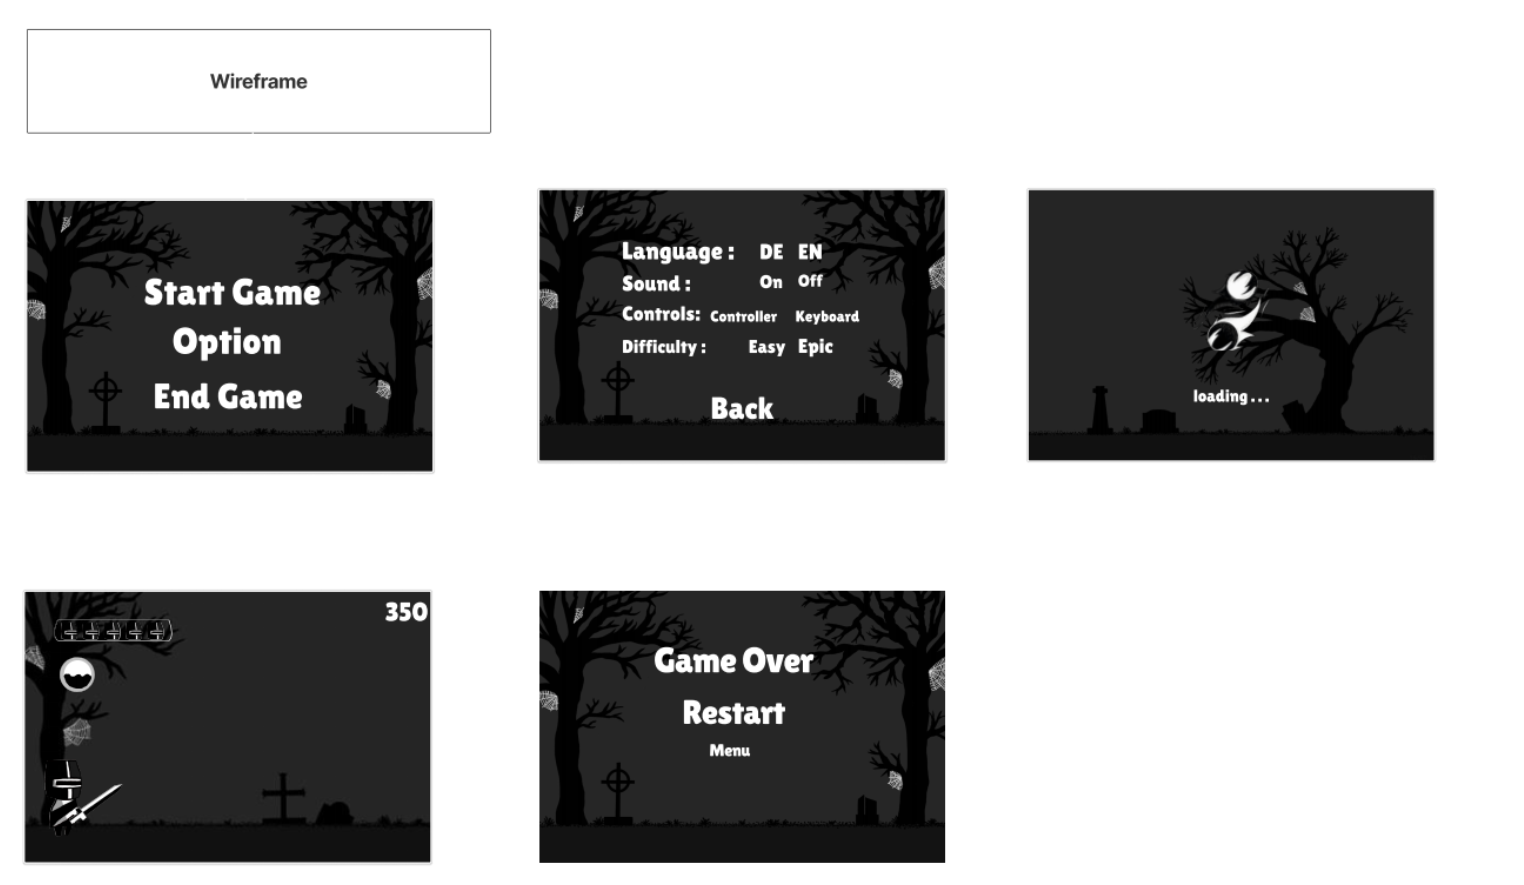 Wireframe
Start Game
Option
End Game
Language : DE EN
Sound : On Off
Controls: Controller Keyboard
Difficulty : Easy Epic
Back
loading . . .
350
Game Over
Restart
Menu